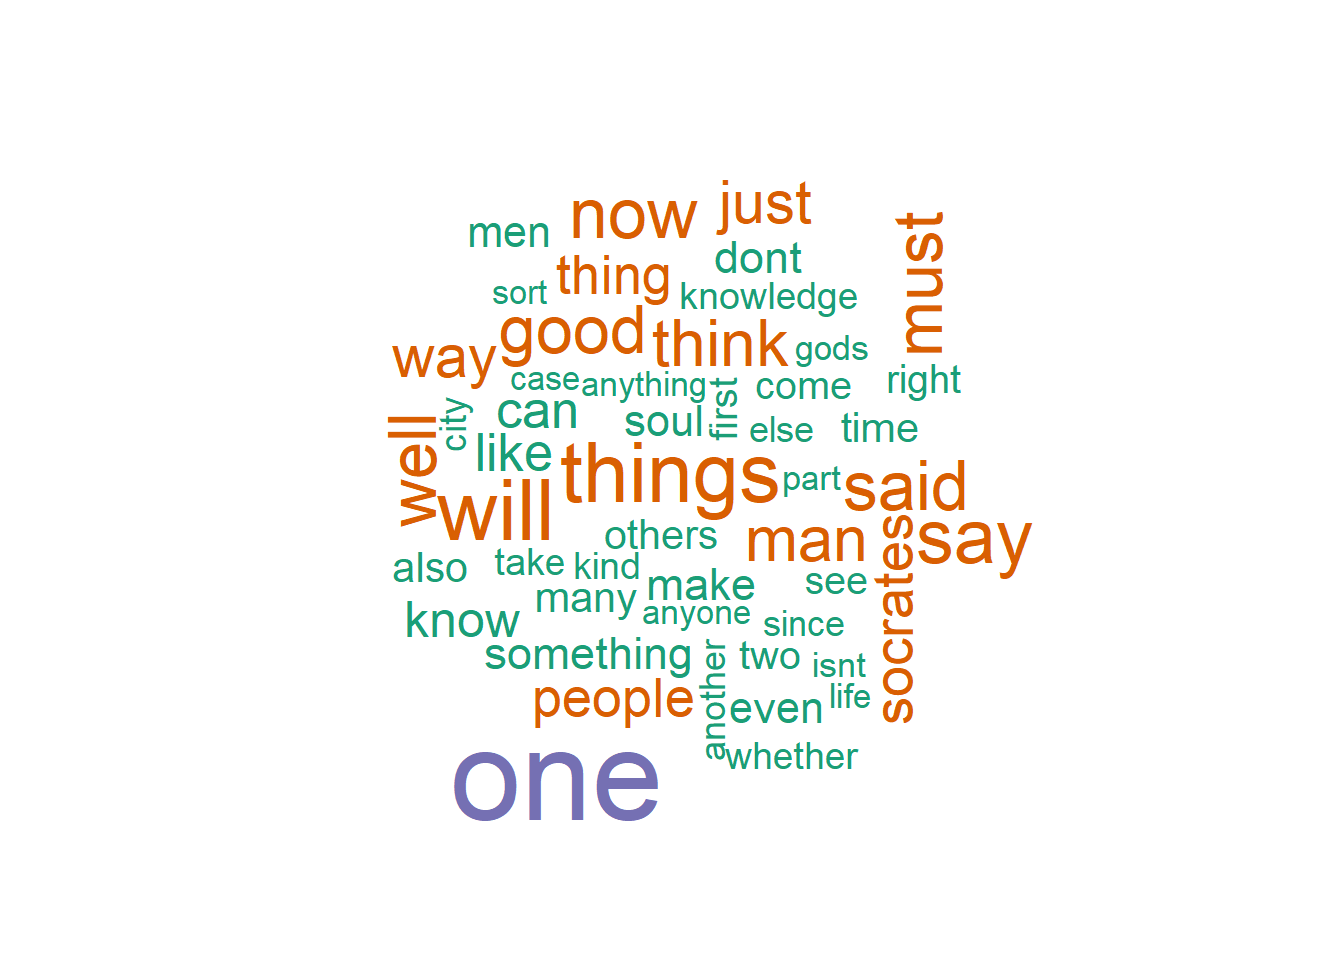 now
just
men
must
dont
thing
sort
knowledge
good
think
way
gods
case
anything
come
right
can
city
soul
first
else
time
well
like
things
part
said
will
others
man
say
socrates
also
take
kind
make
see
many
know
anyone
since
something
two
isnt
another
people
even
life
whether
one